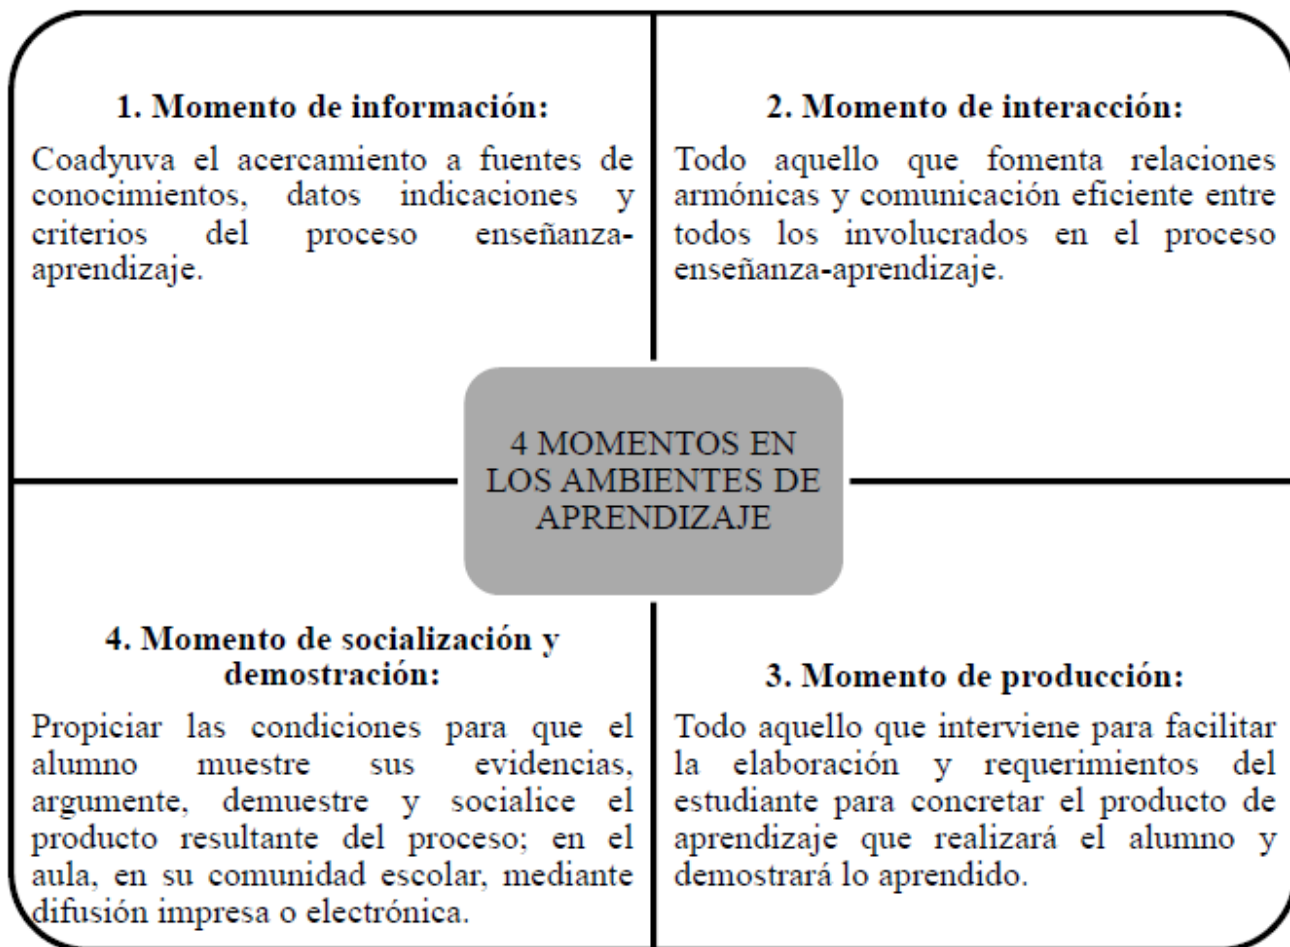 1. Momento de información:
Coadyuva el acercamiento a fuentes de
conocimientos, datos indicaciones y
criterios del proceso enseñanza-
aprendizaje.
2. Momento de interacción:
Todo aquello que fomenta relaciones
armónicas y comunicación eficiente entre
todos los involucrados en el proceso
enseñanza-aprendizaje.
4 MOMENTOS EN
LOS AMBIENTES DE
APRENDIZAJE
4. Momento de socialización y
demostración:
Propiciar las condiciones para que el
alumno muestre sus evidencias,
argumente, demuestre y socialice el
producto resultante del proceso; en el
aula, en su comunidad escolar, mediante
difusión impresa o electrónica.
3. Momento de producción:
Todo aquello que interviene para facilitar
la elaboración y requerimientos del
estudiante para concretar el producto de
aprendizaje que realizará el alumno y
demostrará lo aprendido.